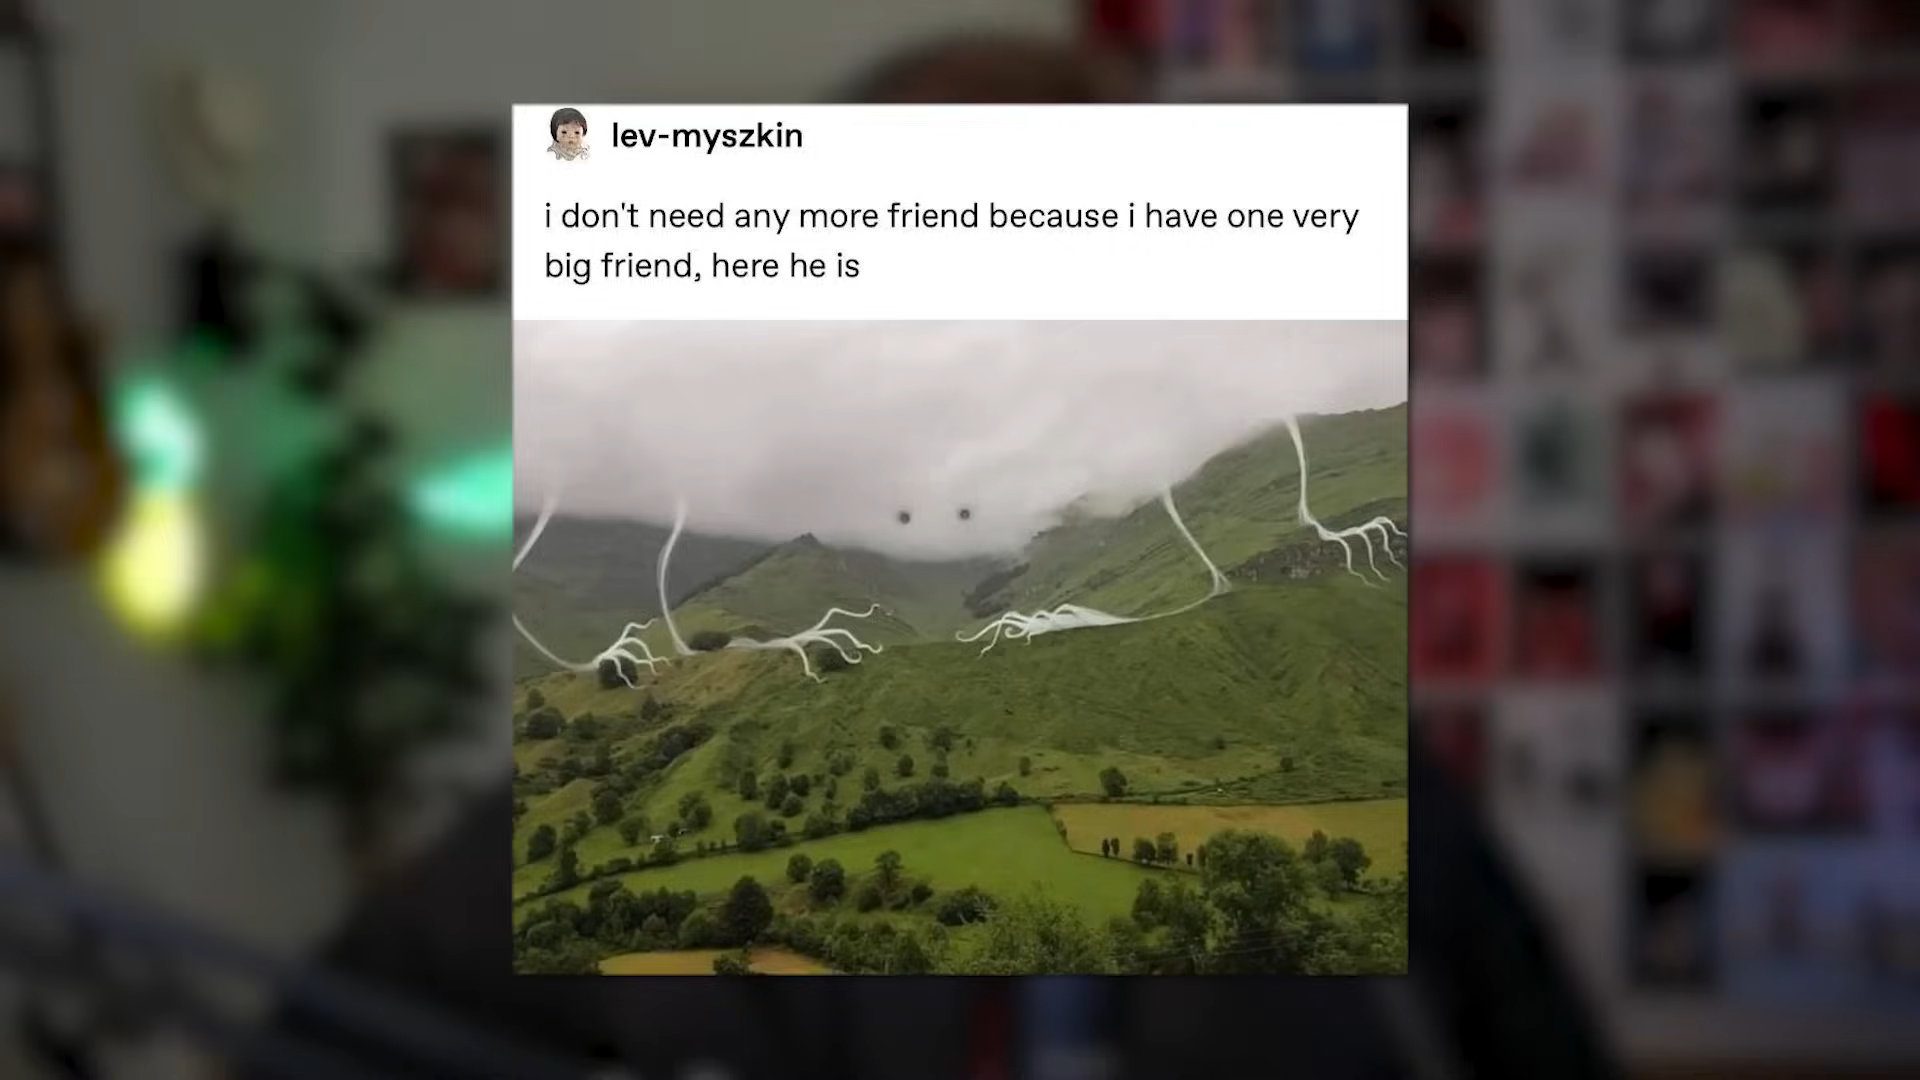 lev-myszkin
i don't need any more friend because i have one very
big friend, here he is